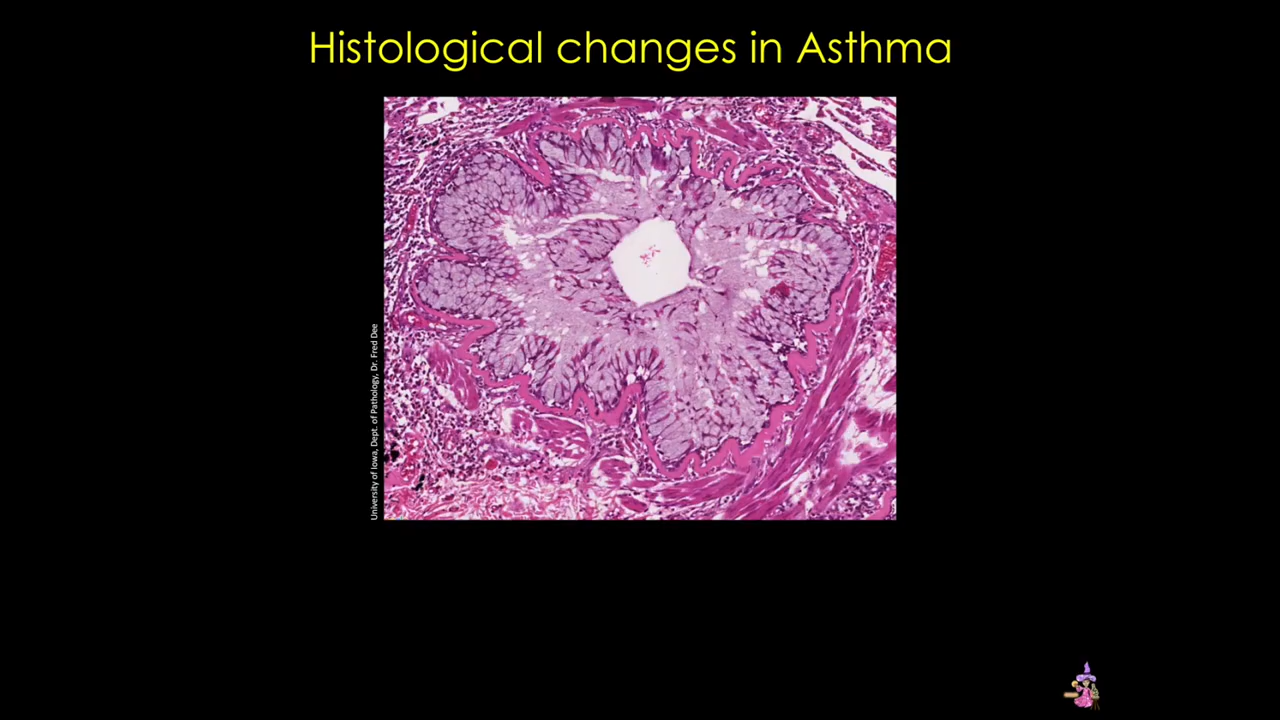 Histological changes in Asthma
University of Iowa, Dept. of Pathology, Dr. Fred Dee